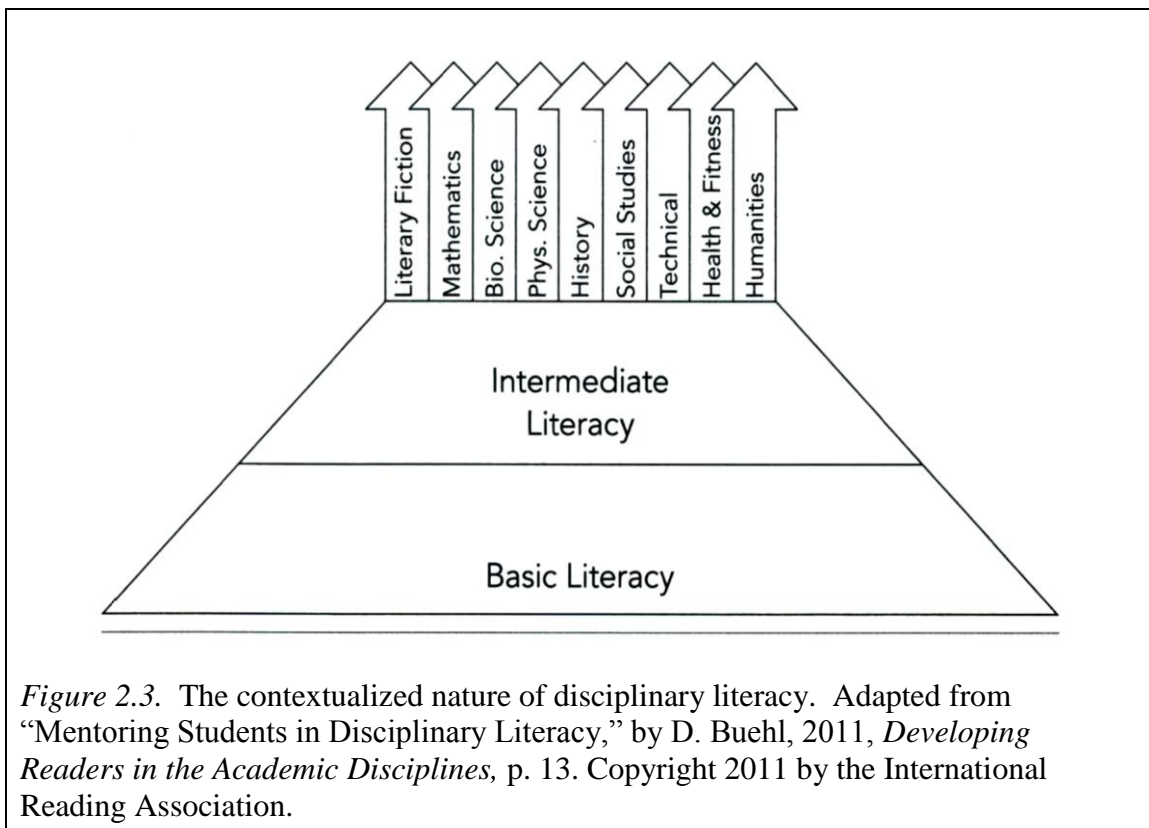 Literary Fiction
Mathematics
Bio. Science
Phys. Science
History
Social Studies
Technical
Health & Fitness
Humanities
Intermediate
Literacy
Basic Literacy
Figure 2.3. The contextualized nature of disciplinary literacy. Adapted from
“Mentoring Students in Disciplinary Literacy,” by D. Buehl, 2011, Developing
Readers in the Academic Disciplines, p. 13. Copyright 2011 by the International
Reading Association.